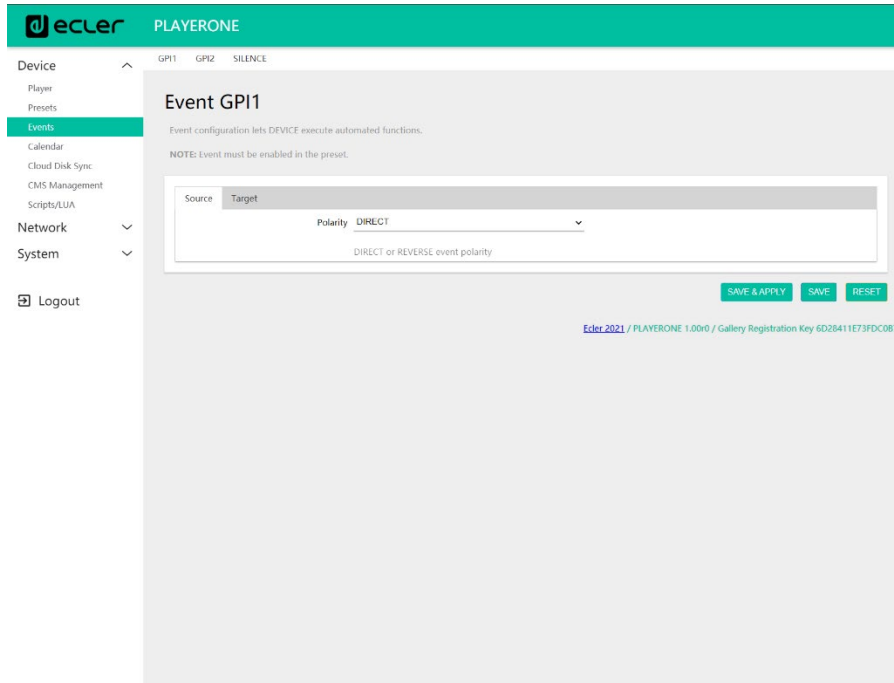 ecler PLAYERONE
GPI1 GPI2 SILENCE
Device
Player
Presets
Events
Calendar
Cloud Disk Sync
CMS Management
Scripts/LUA
Network
System
Logout
Event GPI1
Event configuration lets DEVICE execute automated functions.
NOTE: Event must be enabled in the preset.
Source Target
Polarity DIRECT
DIRECT or REVERSE event polarity
SAVE & APPLY SAVE RESET
Ecler 2021 / PLAYERONE 1.00r0 / Gallery Registration Key